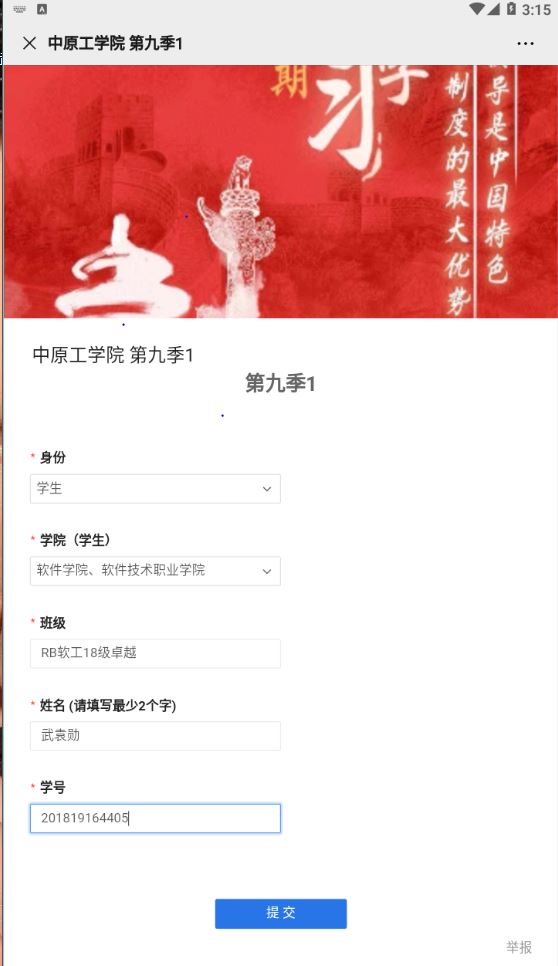 3:15
中原工学院 第九季1
期
习
导是中国特色
制度的最大优势
中原工学院 第九季1
第九季1
* 身份
学生
* 学院（学生）
软件学院、软件技术职业学院
* 班级
RB软工18级卓越
* 姓名 (请填写最少2个字)
武袁勋
* 学号
201819164405
提 交
举报